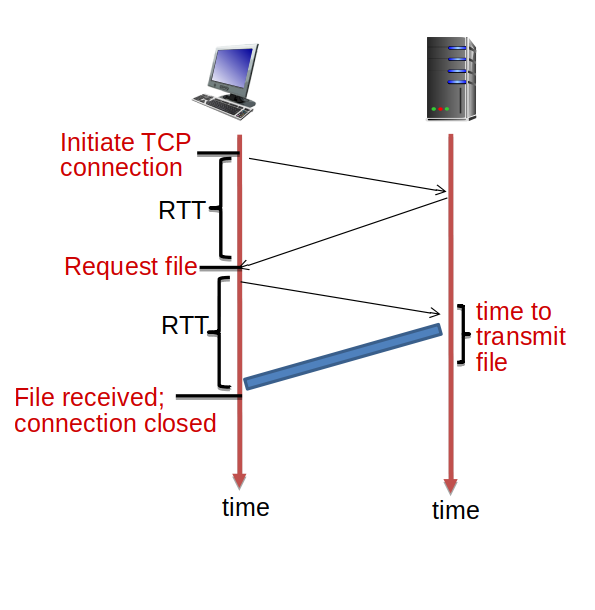 Initiate TCP
connection
RTT
Request file
RTT
time to
transmit
file
File received;
connection closed
time
time